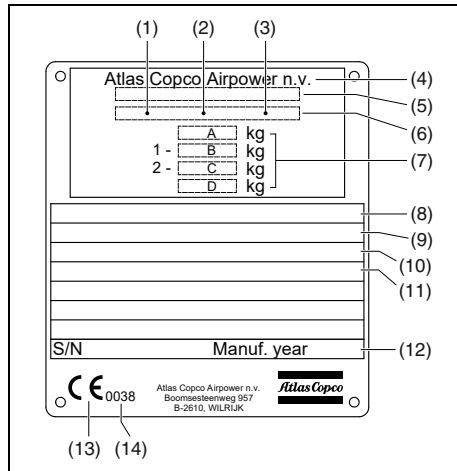 (1) (2) (3)
Atlas Copco Airpower n.v. (4)
(5)
(6)
A kg
1 - B kg (7)
2 - C kg
D kg
(8)
(9)
(10)
(11)
S/N Manuf. year (12)
CE 0038 Atlas Copco Airpower n.v. Atlas Copco
Boomsesteenweg 957
B-2610, WILRIJK
(13) (14)